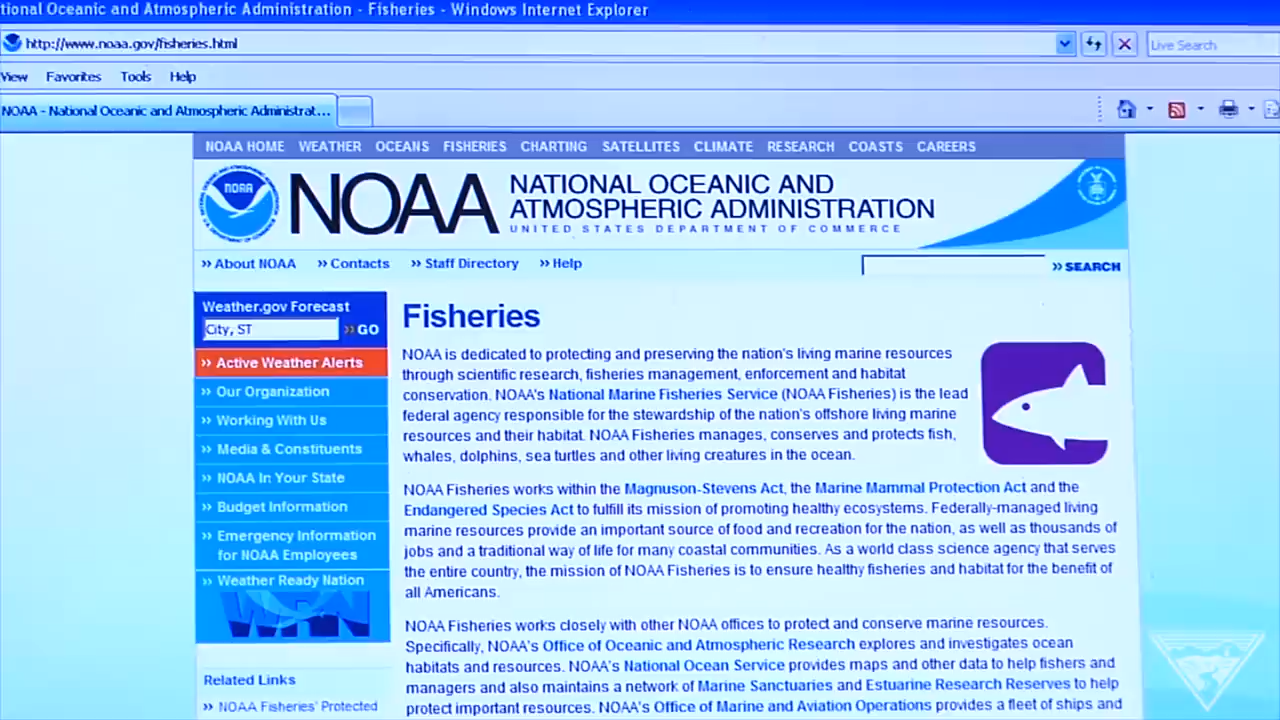 tional Oceanic and Atmospheric Administration - Fisheries - Windows Internet Explorer
http://www.noaa.gov/fisheries.html
Live Search
View Favorites Tools Help
NOAA - National Oceanic and Atmospheric Administrat...
NOAA HOME WEATHER OCEANS FISHERIES CHARTING SATELLITES CLIMATE RESEARCH COASTS CAREERS
NOAA
NOAA
NATIONAL OCEANIC AND
ATMOSPHERIC ADMINISTRATION
UNITED STATES DEPARTMENT OF COMMERCE
›› About NOAA ›› Contacts ›› Staff Directory ›› Help
›› SEARCH
Weather.gov Forecast
City, ST ›› GO
›› Active Weather Alerts
›› Our Organization
›› Working With Us
›› Media & Constituents
›› NOAA In Your State
›› Budget Information
›› Emergency Information
for NOAA Employees
›› Weather Ready Nation
WRN
Related Links
›› NOAA Fisheries' Protected
Fisheries
NOAA is dedicated to protecting and preserving the nation's living marine resources
through scientific research, fisheries management, enforcement and habitat
conservation. NOAA's National Marine Fisheries Service (NOAA Fisheries) is the lead
federal agency responsible for the stewardship of the nation's offshore living marine
resources and their habitat. NOAA Fisheries manages, conserves and protects fish,
whales, dolphins, sea turtles and other living creatures in the ocean.
NOAA Fisheries works within the Magnuson-Stevens Act, the Marine Mammal Protection Act and the
Endangered Species Act to fulfill its mission of promoting healthy ecosystems. Federally-managed living
marine resources provide an important source of food and recreation for the nation, as well as thousands of
jobs and a traditional way of life for many coastal communities. As a world class science agency that serves
the entire country, the mission of NOAA Fisheries is to ensure healthy fisheries and habitat for the benefit of
all Americans.
NOAA Fisheries works closely with other NOAA offices to protect and conserve marine resources.
Specifically, NOAA's Office of Oceanic and Atmospheric Research explores and investigates ocean
habitats and resources. NOAA's National Ocean Service provides maps and other data to help fishers and
managers and also maintains a network of Marine Sanctuaries and Estuarine Research Reserves to help
protect important resources. NOAA's Office of Marine and Aviation Operations provides a fleet of ships and